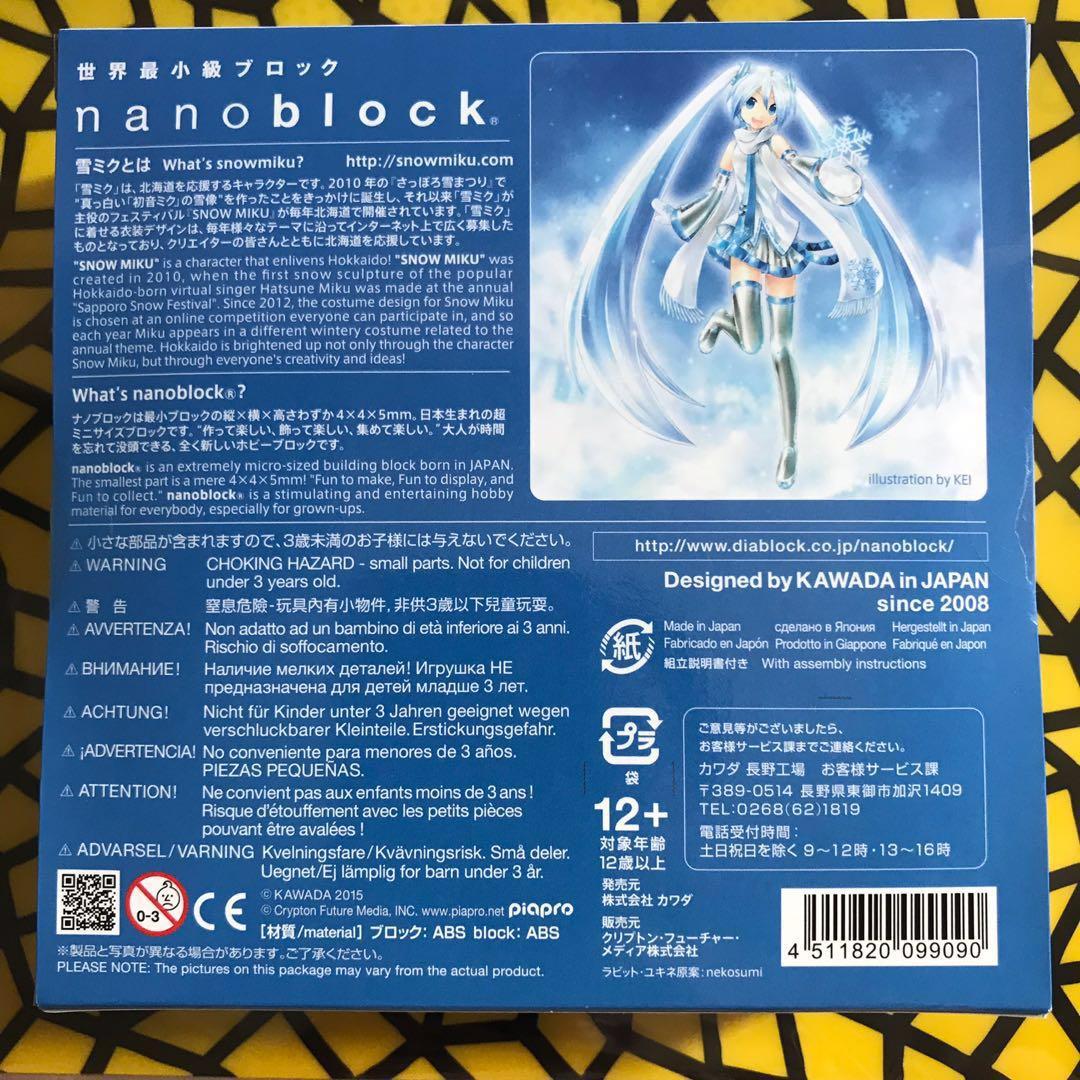 世界最小級ブロック
nanoblock®
雪ミクとは What's snowmiku? http://snowmiku.com
「雪ミク」は、北海道を応援するキャラクターです。2010年の『さっぽろ雪まつり』で
"真っ白い「初音ミク」の雪像"を作ったことをきっかけに誕生し、それ以来「雪ミク」が
主役のフェスティバル『SNOW MIKU』が毎年北海道で開催されています。「雪ミク」
に着せる衣装デザインは、毎年様々なテーマに沿ってインターネット上で広く募集した
ものとなっており、クリエイターの皆さんとともに北海道を応援しています。
"SNOW MIKU" is a character that enlivens Hokkaido! "SNOW MIKU" was
created in 2010, when the first snow sculpture of the popular
Hokkaido-born virtual singer Hatsune Miku was made at the annual
"Sapporo Snow Festival". Since 2012, the costume design for Snow Miku
is chosen at an online competition everyone can participate in, and so
each year Miku appears in a different wintery costume related to the
annual theme. Hokkaido is brightened up not only through the character
Snow Miku, but through everyone's creativity and ideas!
What's nanoblock®?
ナノブロックは最小ブロックの縦×横×高さわずか4×4×5mm。日本生まれの超
ミニサイズブロックです。"作って楽しい、飾って楽しい、集めて楽しい。"大人が時間
を忘れて没頭できる、全く新しいホビーブロックです。
nanoblock® is an extremely micro-sized building block born in JAPAN.
The smallest part is a mere 4×4×5mm! "Fun to make, Fun to display, and
Fun to collect." nanoblock® is a stimulating and entertaining hobby
material for everybody, especially for grown-ups.
illustration by KEI
⚠ 小さな部品が含まれますので、3歳未満のお子様には与えないでください。
⚠ WARNING CHOKING HAZARD - small parts. Not for children
under 3 years old.
⚠ 警 告 窒息危險-玩具內有小物件, 非供3歲以下兒童玩耍。
⚠ AVVERTENZA! Non adatto ad un bambino di età inferiore ai 3 anni.
Rischio di soffocamento.
⚠ ВНИМАНИЕ! Наличие мелких деталей! Игрушка НЕ
предназначена для детей младше 3 лет.
⚠ ACHTUNG! Nicht für Kinder unter 3 Jahren geeignet wegen
verschluckbarer Kleinteile. Erstickungsgefahr.
⚠ ¡ADVERTENCIA! No conveniente para menores de 3 años.
PIEZAS PEQUEÑAS.
⚠ ATTENTION! Ne convient pas aux enfants moins de 3 ans !
Risque d'étouffement avec les petits pièces
pouvant être avalées !
⚠ ADVARSEL/VARNING Kvelningsfare/Kvävningsrisk. Små deler.
Uegnet/Ej lämplig for barn under 3 år.
0-3
CE
© KAWADA 2015
© Crypton Future Media, INC. www.piapro.net piapro
[材質/material] ブロック: ABS block: ABS
※製品と写真が異なる場合があります。ご了承ください。
PLEASE NOTE: The pictures on this package may vary from the actual product.
http://www.diablock.co.jp/nanoblock/
Designed by KAWADA in JAPAN
since 2008
紙
Made in Japan сделано в Япония Hergestellt in Japan
Fabricado en Japón Prodotto in Giappone Fabriqué en Japon
組立説明書付き With assembly instructions
プラ
袋
12+
対象年齢
12歳以上
発売元
株式会社 カワダ
販売元
クリプトン・フューチャー・
メディア株式会社
ラビット・ユキネ原案：nekosumi
ご意見等がございましたら、
お客様サービス課までご連絡ください。
カワダ 長野工場 お客様サービス課
〒389-0514 長野県東御市加沢1409
TEL:0268(62)1819
電話受付時間：
土日祝日を除く 9～12時・13～16時
4 511820 099090